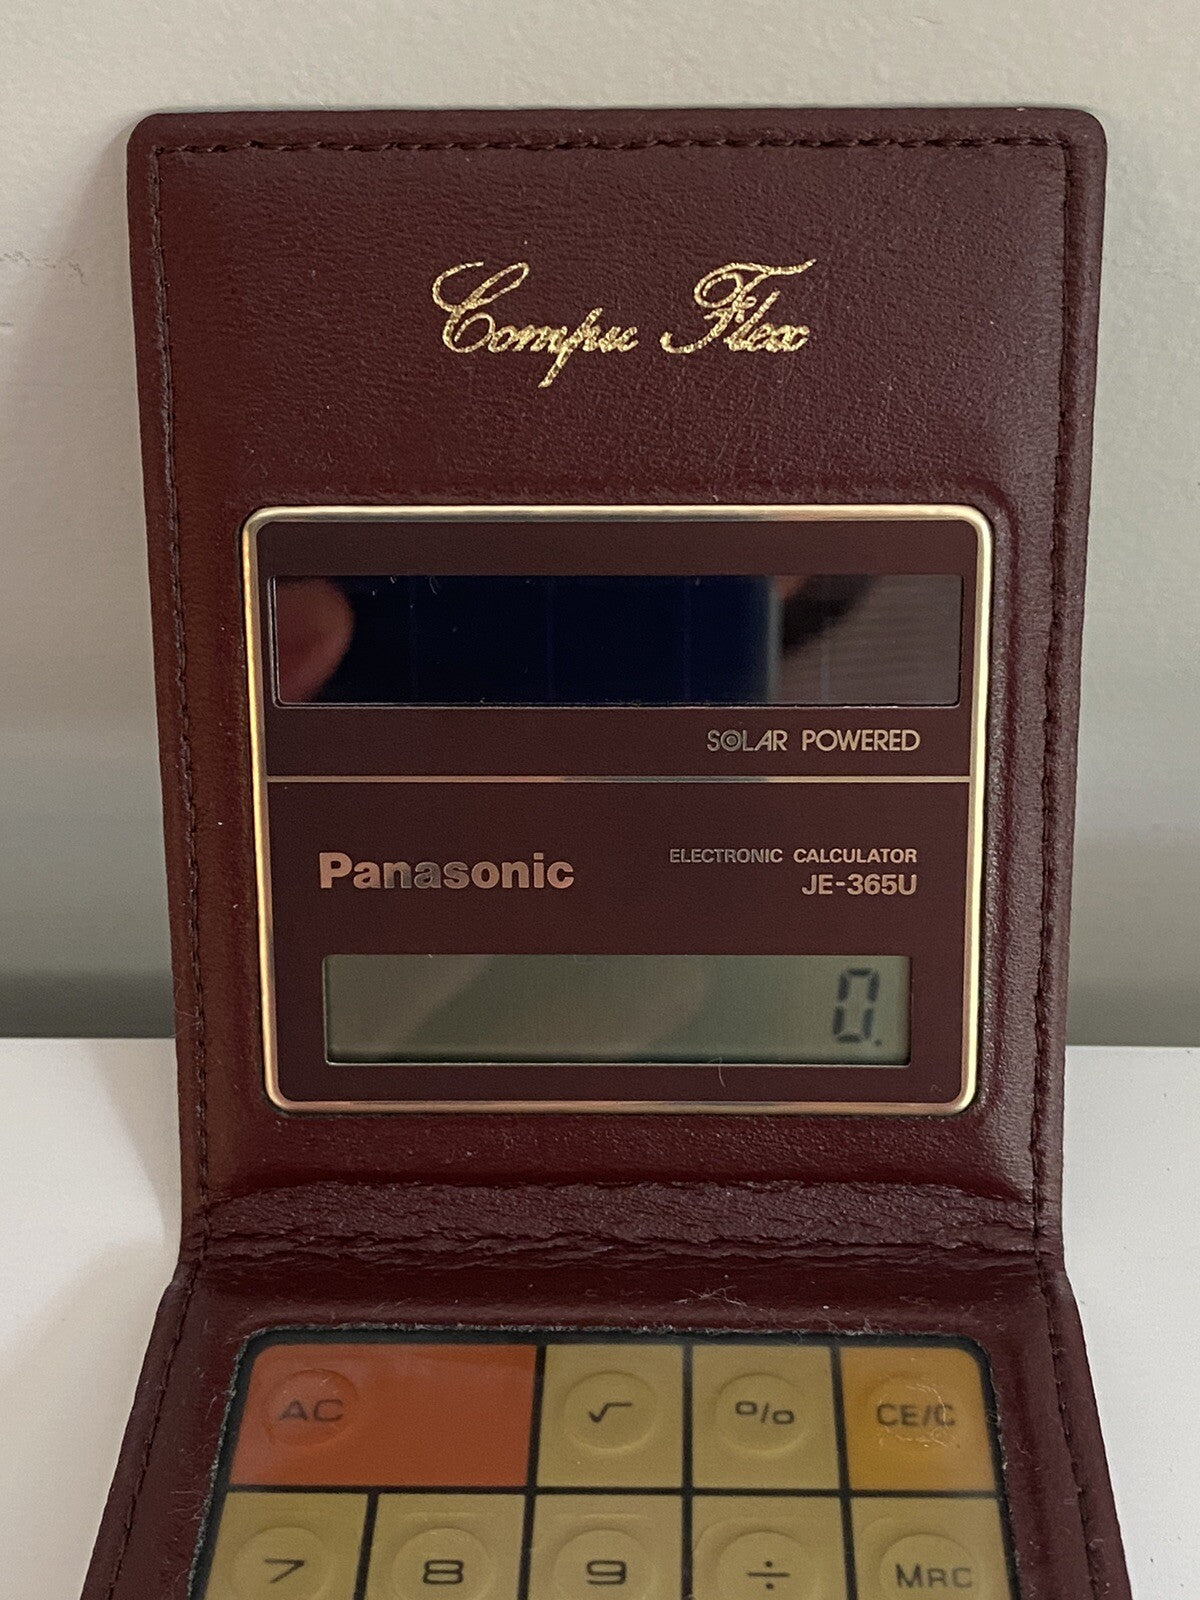 Compu Flex
SOLAR POWERED
Panasonic
ELECTRONIC CALCULATOR
JE-365U
0.
AC √ % CE/C
7 8 9 ÷ MRC